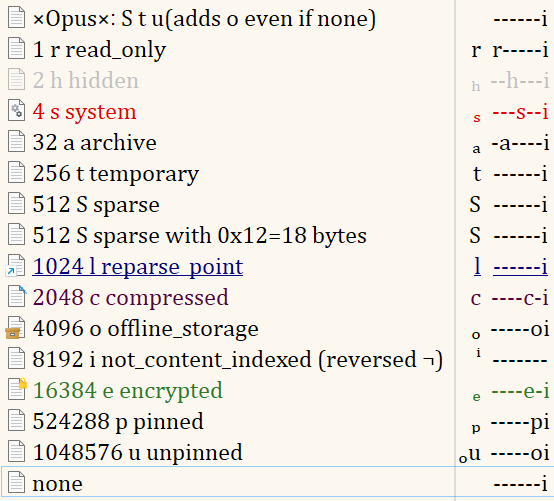 ×Opus×: S t u(adds o even if none) ------i
1 r read_only r r-----i
2 h hidden h --h---i
4 s system s ---s--i
32 a archive a -a----i
256 t temporary t ------i
512 S sparse S ------i
512 S sparse with 0x12=18 bytes S ------i
1024 l reparse_point l ------i
2048 c compressed c ----c-i
4096 o offline_storage o -----oi
8192 i not_content_indexed (reversed ¬) i -------
16384 e encrypted e ----e-i
524288 p pinned p -----pi
1048576 u unpinned ou -----oi
none ------i